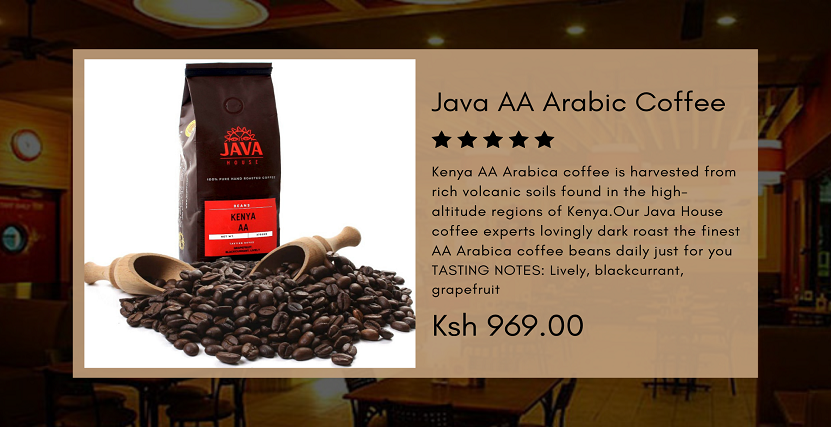 Java AA Arabic Coffee
Kenya AA Arabica coffee is harvested from
rich volcanic soils found in the high-
altitude regions of Kenya.Our Java House
coffee experts lovingly dark roast the finest
AA Arabica coffee beans daily just for you
TASTING NOTES: Lively, blackcurrant,
grapefruit
Ksh 969.00
JAVA
HOUSE
100% PURE HAND ROASTED COFFEE
BEANS
KENYA
AA
NET WT